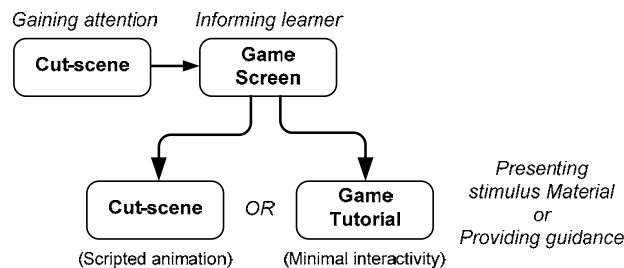 Gaining attention
Informing learner
Cut-scene
Game
Screen
Cut-scene
OR
Game
Tutorial
Presenting
stimulus Material
or
Providing guidance
(Scripted animation)
(Minimal interactivity)